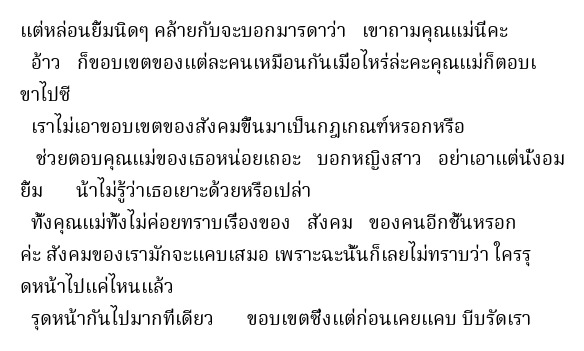 แต่หล่อนยิ้มนิดๆ คล้ายกับจะบอกมารดาว่า เขาถามคุณแม่นี่คะ
อ้าว ก็ขอบเขตของแต่ละคนเหมือนกันเมื่อไหร่ล่ะคะคุณแม่ก็ตอบเ
ขาไปซี
เราไม่เอาขอบเขตของสังคมขึ้นมาเป็นกฎเกณฑ์หรอกหรือ
ช่วยตอบคุณแม่ของเธอหน่อยเถอะ บอกหญิงสาว อย่าเอาแต่นั่งอม
ยิ้ม น้าไม่รู้ว่าเธอเยาะด้วยหรือเปล่า
ทั้งคุณแม่ทั้งไม่ค่อยทราบเรื่องของ สังคม ของคนอีกชั้นหรอก
ค่ะ สังคมของเรามักจะแคบเสมอ เพราะฉะนั้นก็เลยไม่ทราบว่า ใครรุ
ดหน้าไปแค่ไหนแล้ว
รุดหน้ากันไปมากทีเดียว ขอบเขตซึ่งแต่ก่อนเคยแคบ บีบรัดเรา